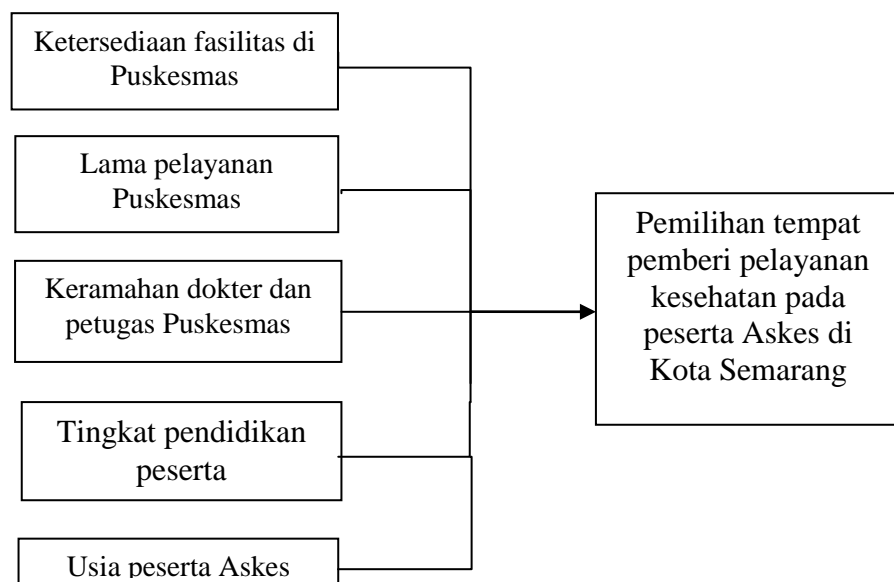 Ketersediaan fasilitas di
Puskesmas
Lama pelayanan
Puskesmas
Keramahan dokter dan
petugas Puskesmas
Tingkat pendidikan
peserta
Usia peserta Askes
Pemilihan tempat
pemberi pelayanan
kesehatan pada
peserta Askes di
Kota Semarang